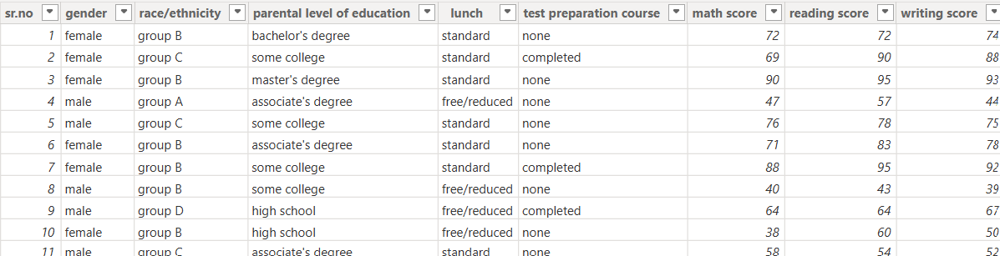 sr.no gender race/ethnicity parental level of education lunch test preparation course math score reading score writing score
1 female group B bachelor's degree standard none 72 72 74
2 female group C some college standard completed 69 90 88
3 female group B master's degree standard none 90 95 93
4 male group A associate's degree free/reduced none 47 57 44
5 male group C some college standard none 76 78 75
6 female group B associate's degree standard none 71 83 78
7 female group B some college standard completed 88 95 92
8 male group B some college free/reduced none 40 43 39
9 male group D high school free/reduced completed 64 64 67
10 female group B high school free/reduced none 38 60 50
11 male group C associate's degree standard none 58 54 52